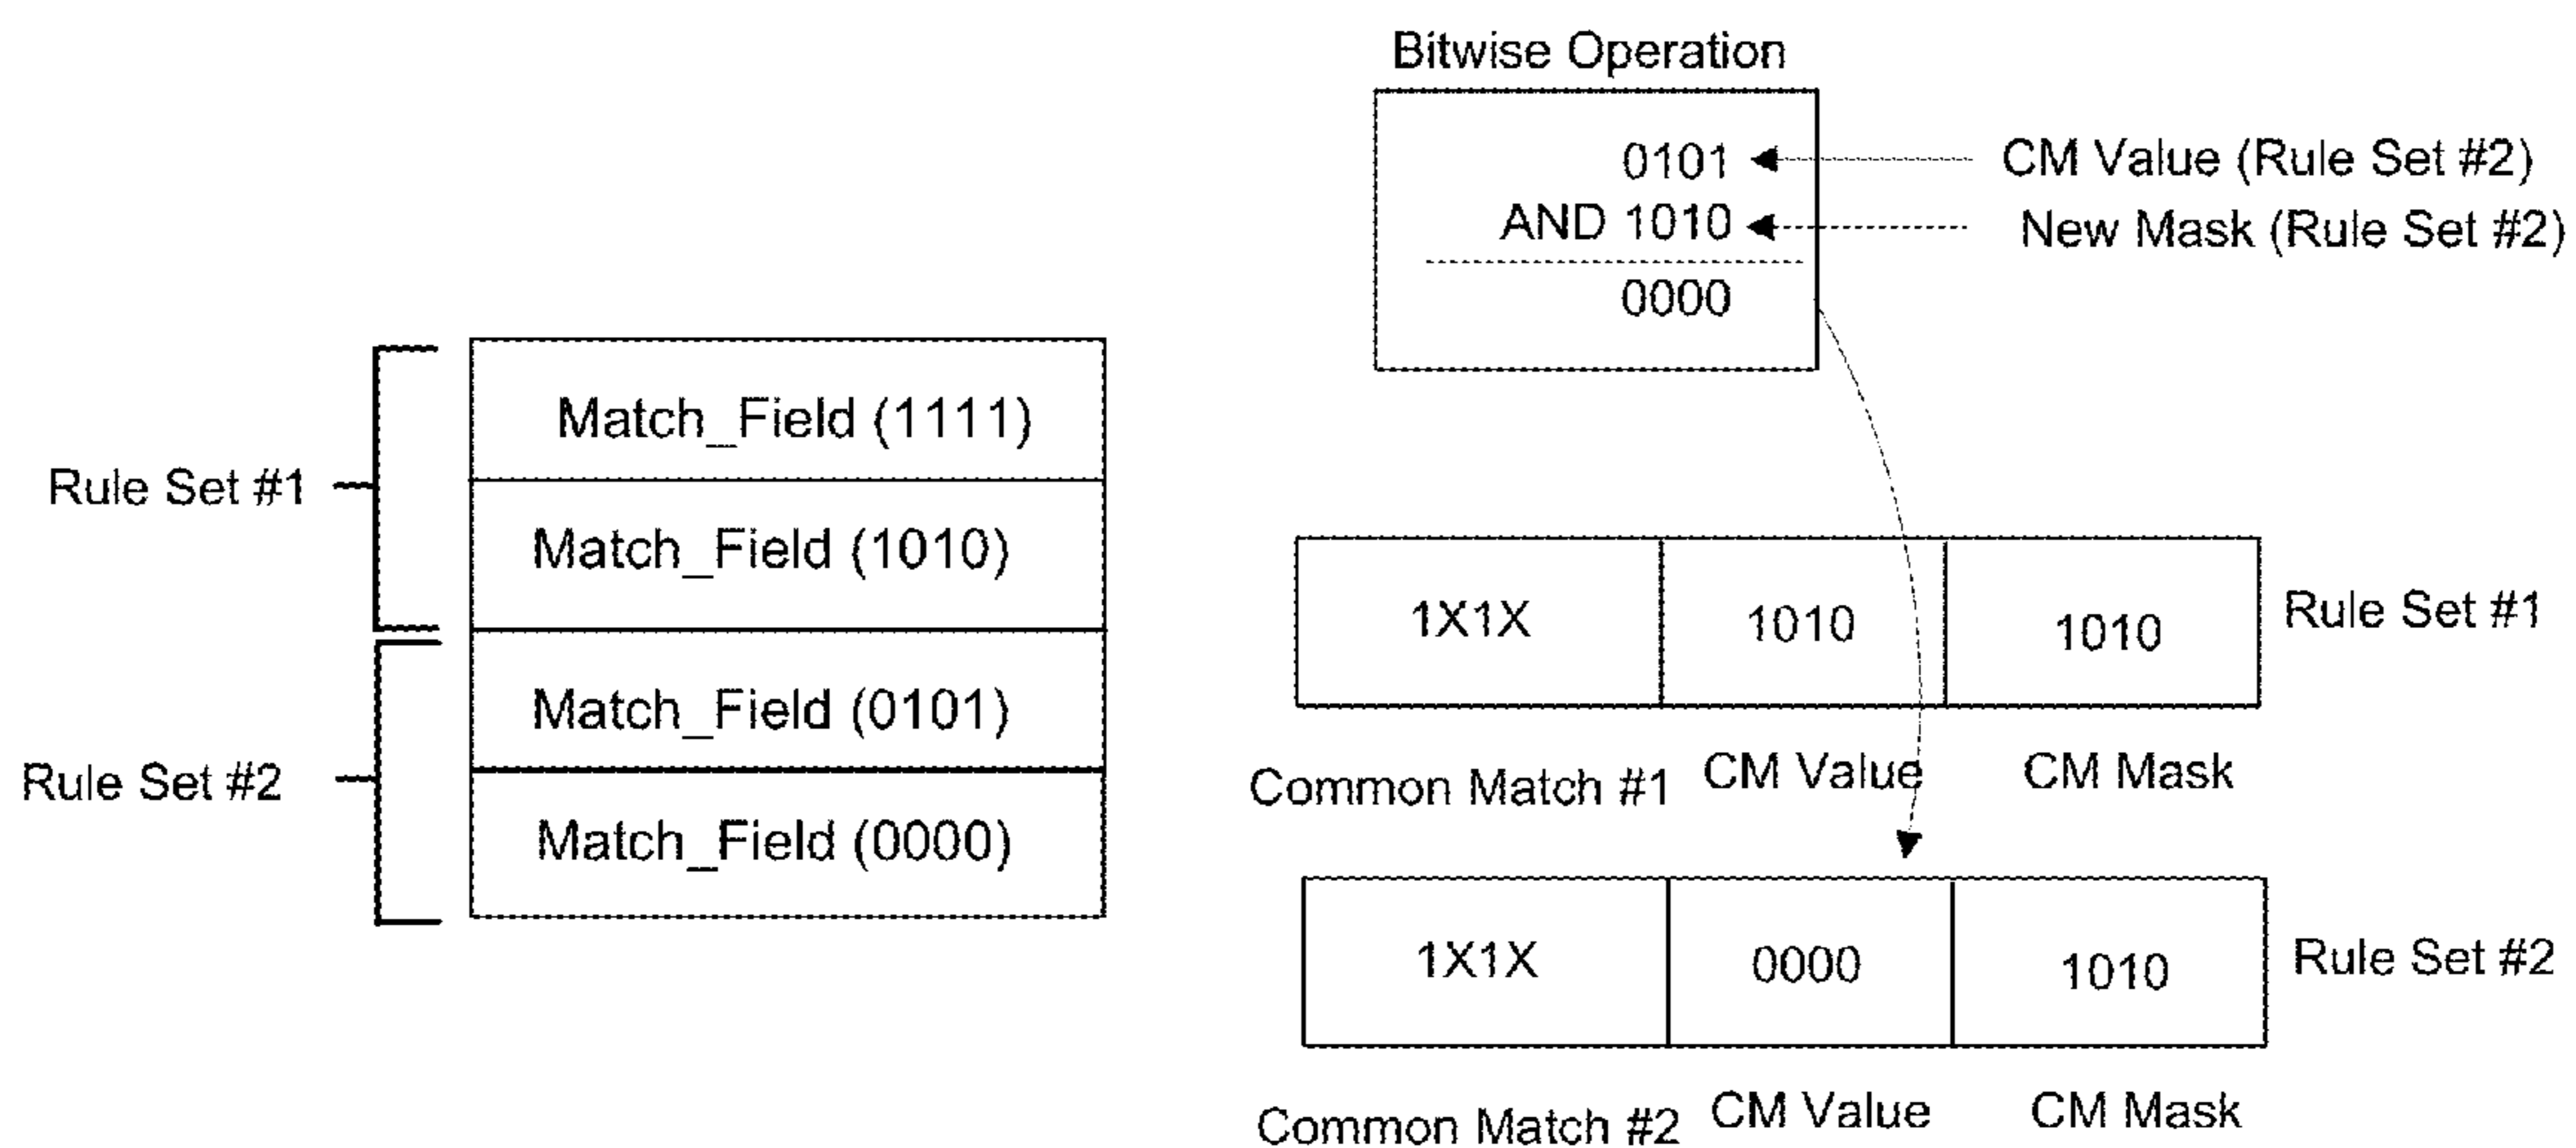 Bitwise Operation
0101
CM Value (Rule Set #2)
AND 1010
New Mask (Rule Set #2)
0000
Rule Set #1
Match_Field (1111)
Match_Field (1010)
Rule Set #2
Match_Field (0101)
Match_Field (0000)
1X1X
1010
1010
Rule Set #1
Common Match #1
CM Value
CM Mask
1X1X
0000
1010
Rule Set #2
Common Match #2
CM Value
CM Mask